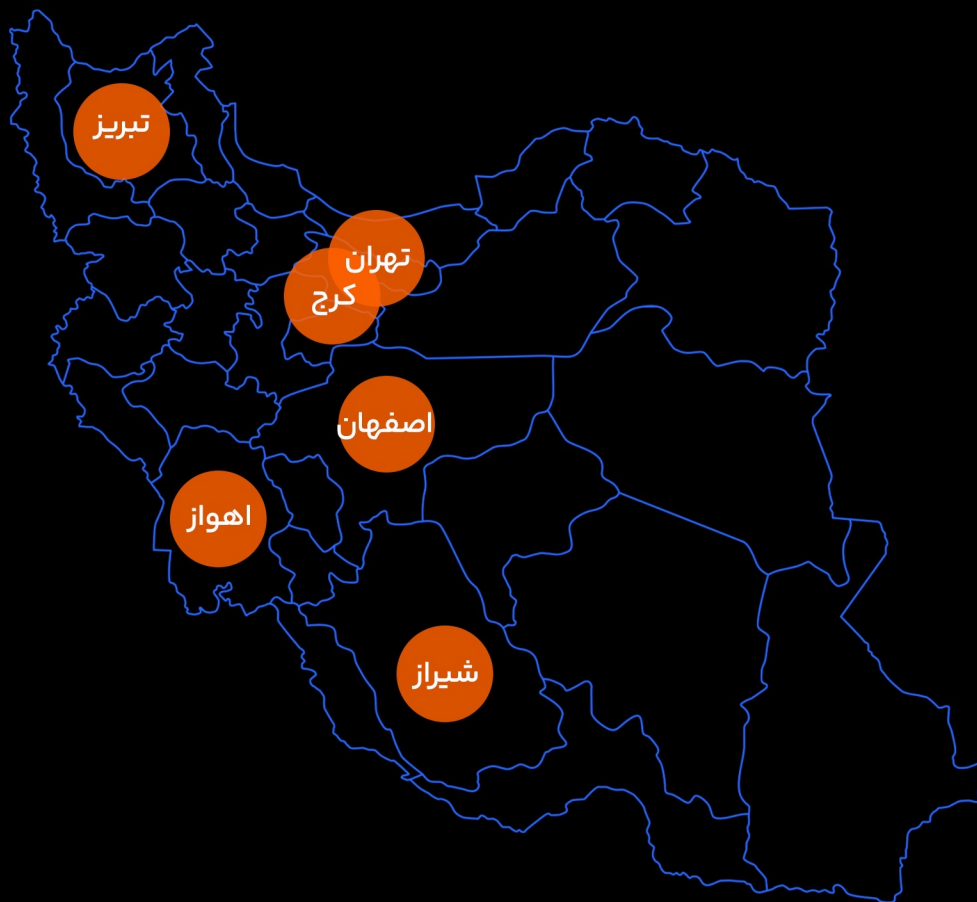 تبریز
تهران
کرج
اصفهان
اهواز
شیراز